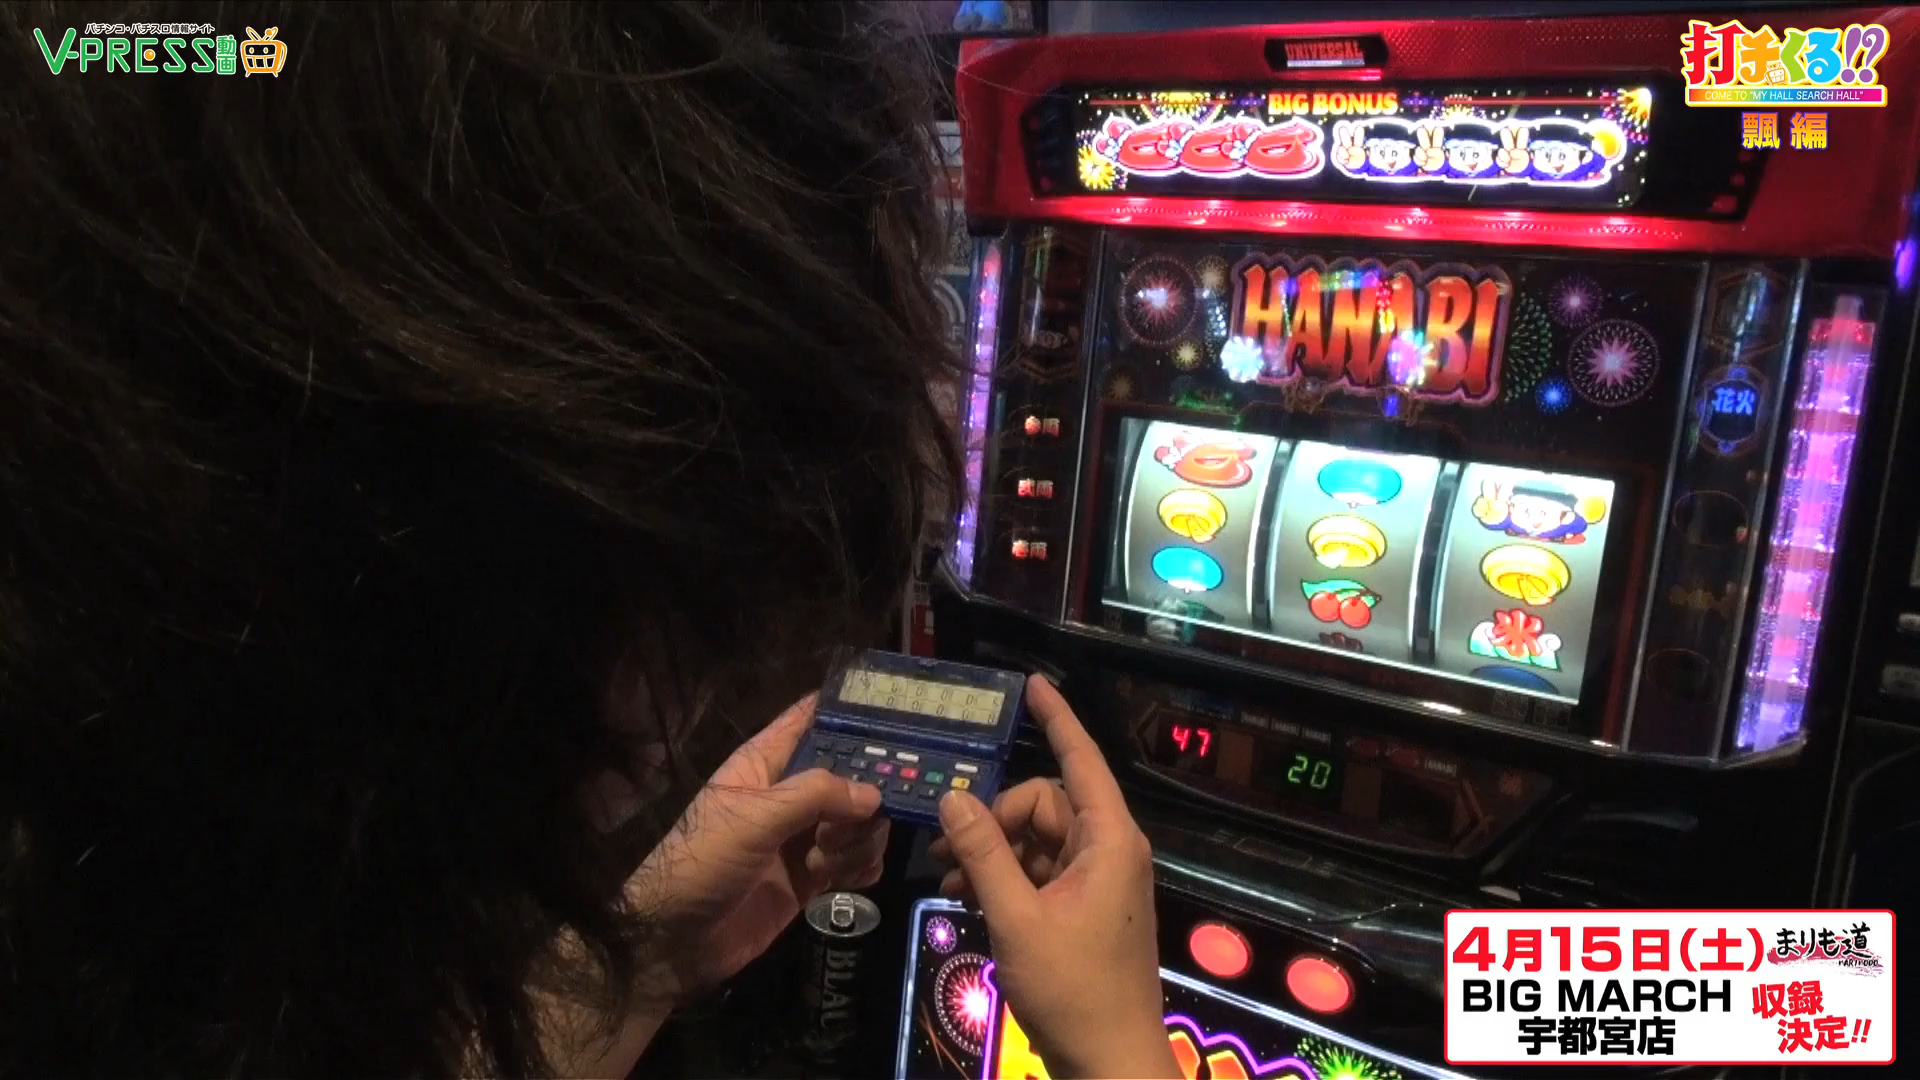 パチンコ・パチスロ情報サイト
V-PRESS動画
打チくる!?
COME TO "MY HALL SEARCH HALL"
飄編
UNIVERSAL
BIG BONUS
HANABI
花火
参両
弐両
壱両
氷
47
20
BLACK
4月15日(土)
まりも道
BIG MARCH
宇都宮店
収録
決定!!